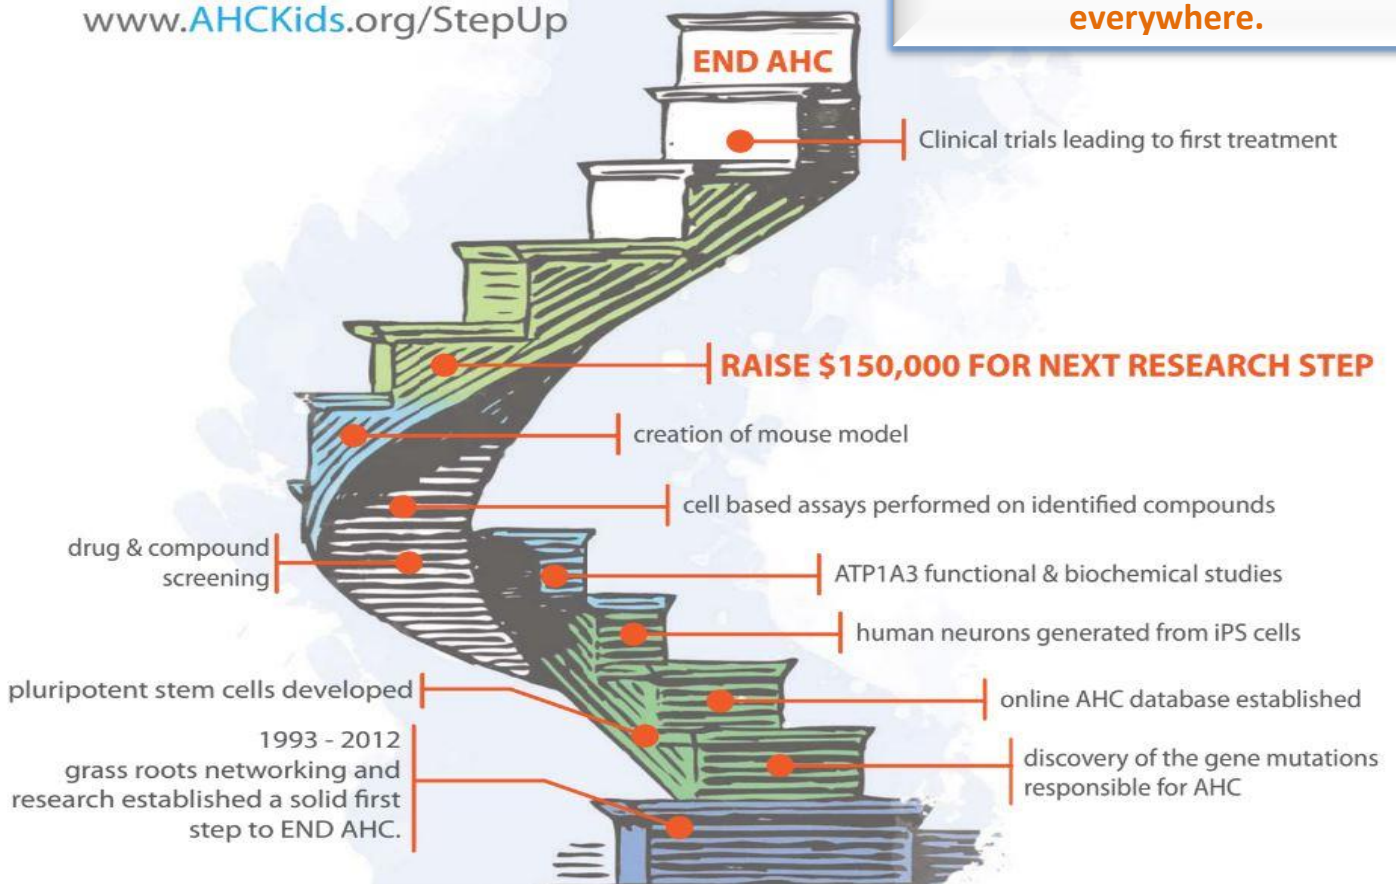 www.AHCKids.org/StepUp
everywhere.
END AHC
Clinical trials leading to first treatment
RAISE $150,000 FOR NEXT RESEARCH STEP
creation of mouse model
cell based assays performed on identified compounds
drug & compound
screening
ATP1A3 functional & biochemical studies
human neurons generated from iPS cells
pluripotent stem cells developed
online AHC database established
1993 - 2012
grass roots networking and
research established a solid first
step to END AHC.
discovery of the gene mutations
responsible for AHC